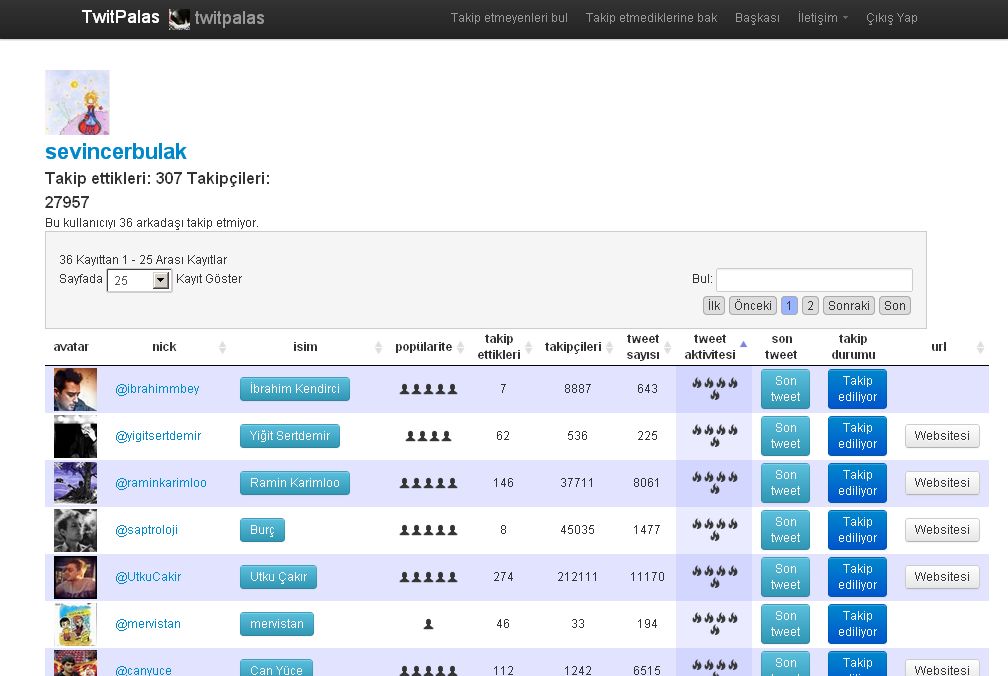 TwitPalas twitpalas Takip etmeyenleri bul Takip etmediklerine bak Başkası İletişim Çıkış Yap
sevincerbulak
Takip ettikleri: 307 Takipçileri:
27957
Bu kullanıcıyı 36 arkadaşı takip etmiyor.
36 Kayıttan 1 - 25 Arası Kayıtlar
Sayfada 25 Kayıt Göster Bul:
İlk Önceki 1 2 Sonraki Son
avatar nick isim popülarite takip ettikleri takipçileri tweet sayısı tweet aktivitesi son tweet takip durumu url
@ibrahimmbey İbrahim Kendirci 7 8887 643 Son tweet Takip ediliyor
@yigitsertdemir Yiğit Sertdemir 62 536 225 Son tweet Takip ediliyor Websitesi
@raminkarimloo Ramin Karimloo 146 37711 8061 Son tweet Takip ediliyor Websitesi
@saptroloji Burç 8 45035 1477 Son tweet Takip ediliyor Websitesi
@UtkuCakir Utku Çakır 274 212111 11170 Son tweet Takip ediliyor Websitesi
@mervistan mervistan 46 33 194 Son tweet Takip ediliyor
@canyuce Can Yüce 112 1242 6515 Son Takip Websitesi